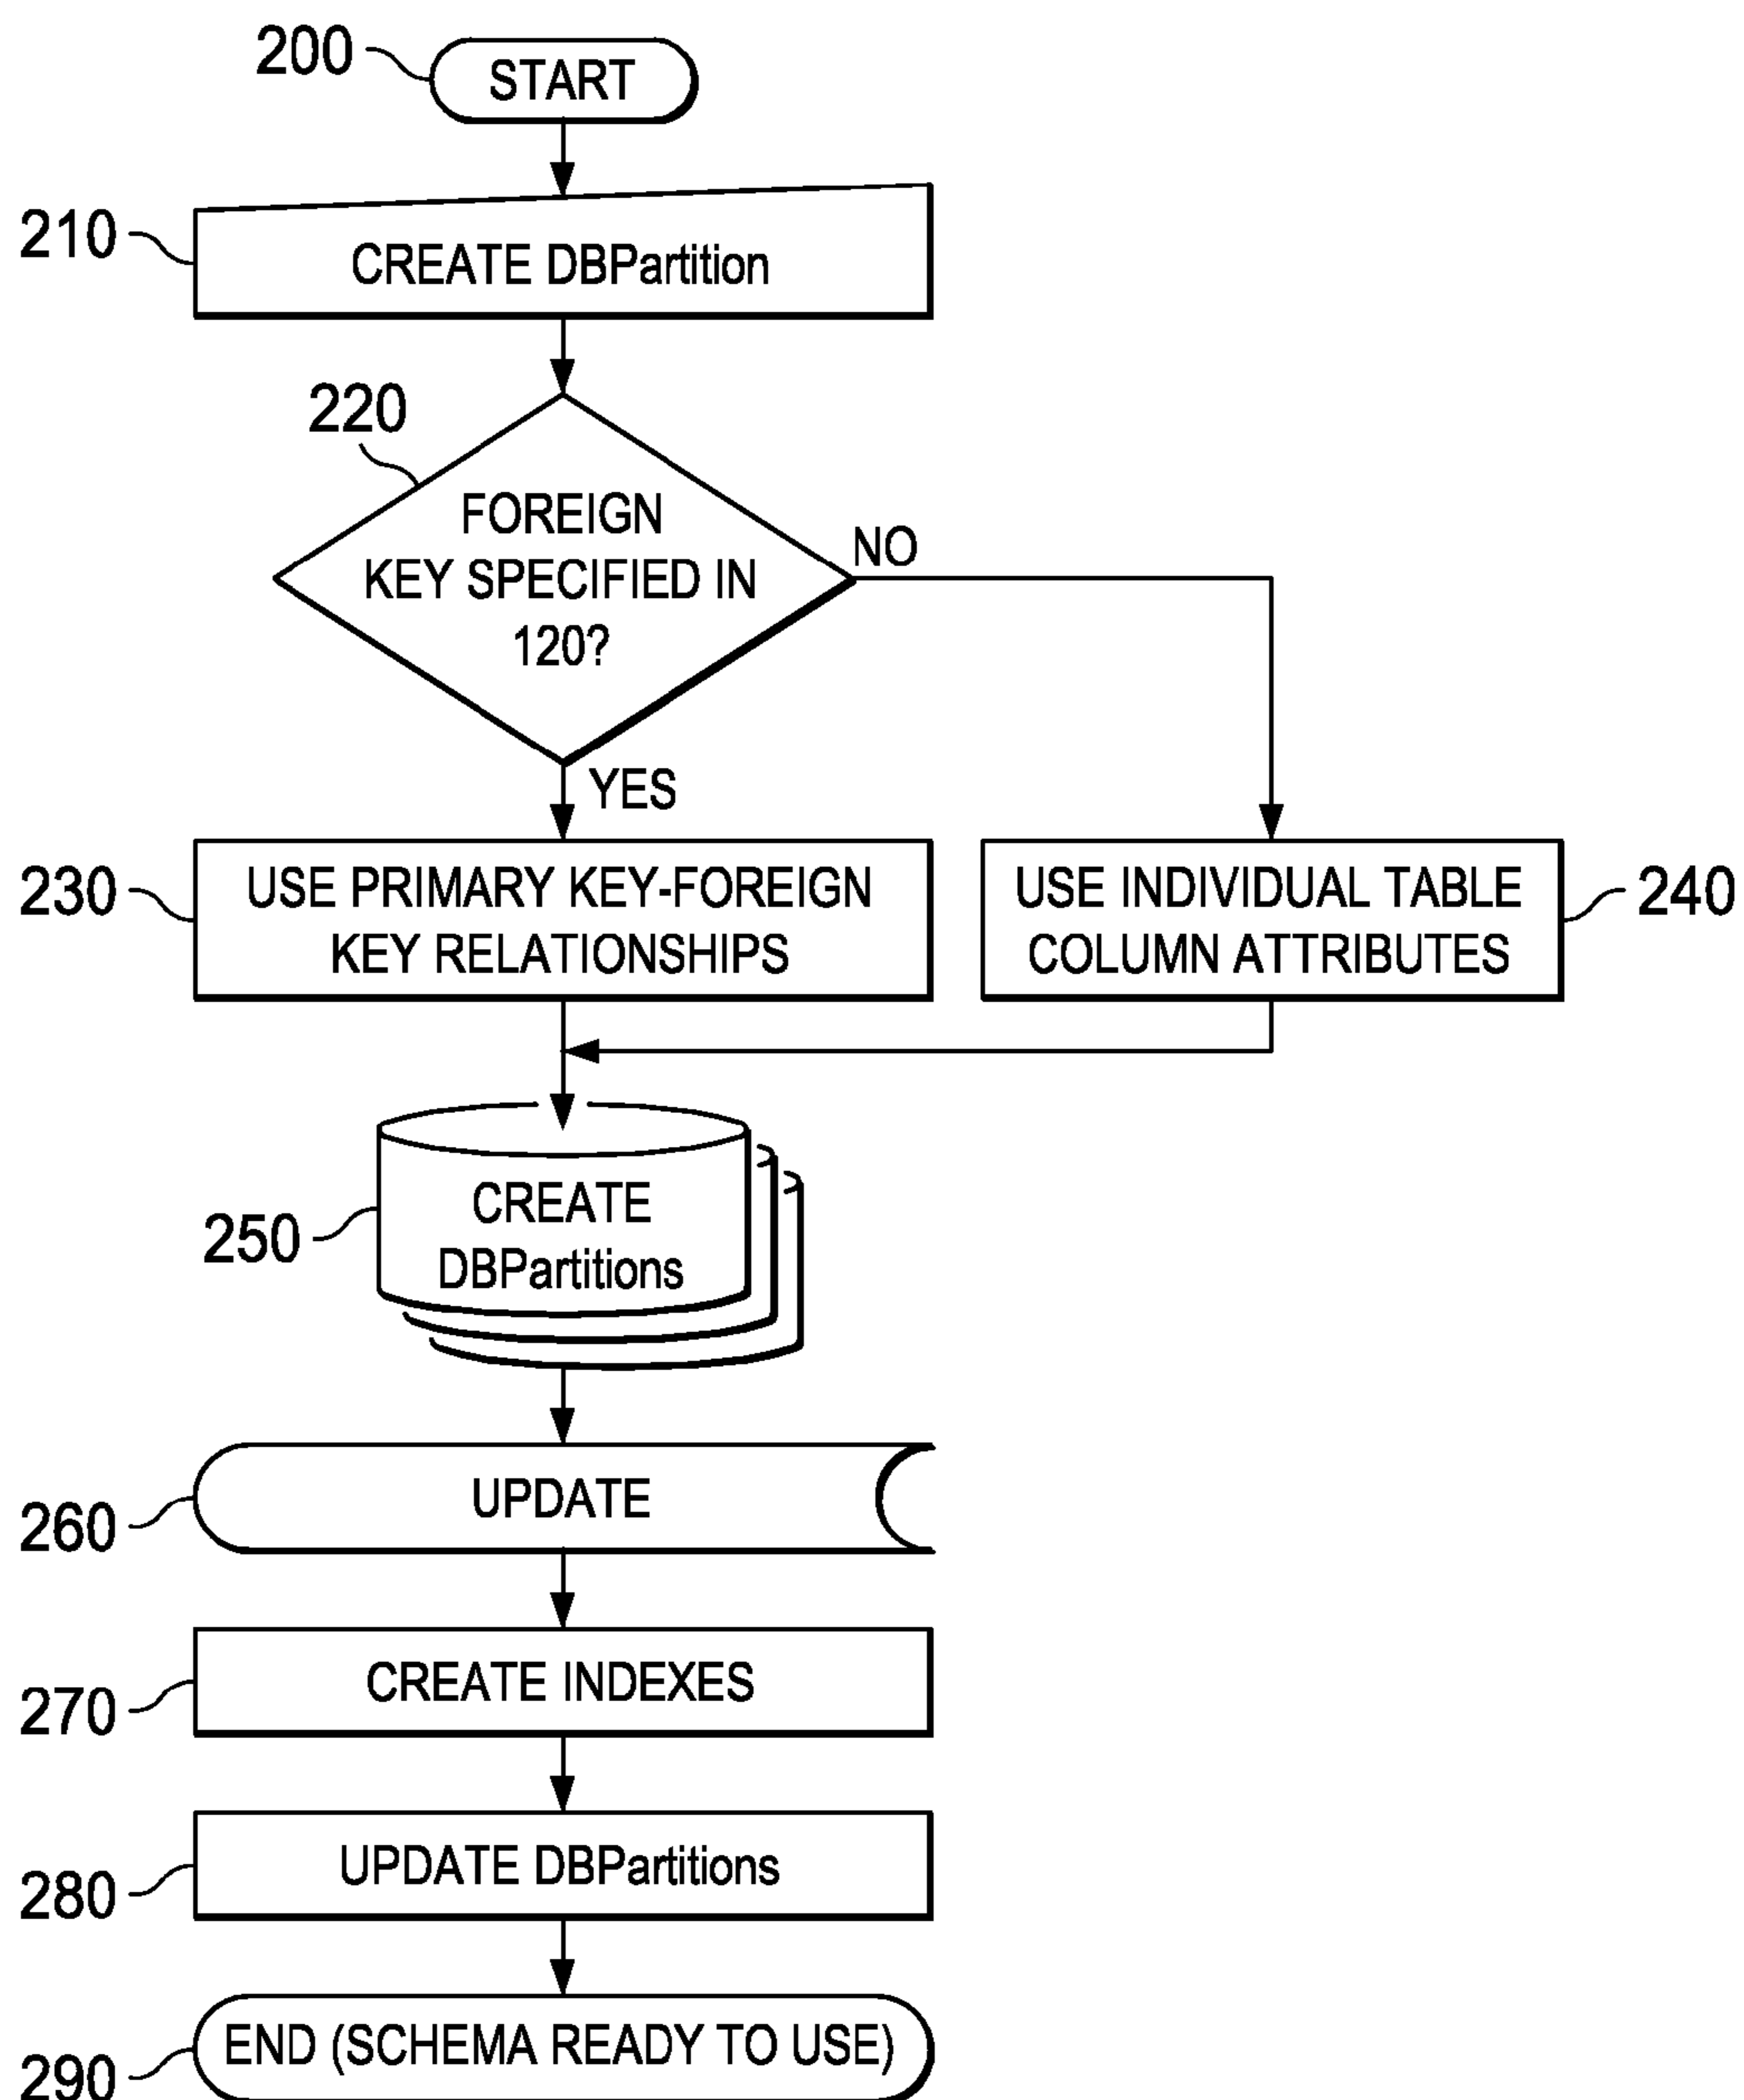 200
START
210
CREATE DBPartition
220
FOREIGN
KEY SPECIFIED IN
120?
NO
YES
230
USE PRIMARY KEY-FOREIGN
KEY RELATIONSHIPS
USE INDIVIDUAL TABLE
COLUMN ATTRIBUTES
240
250
CREATE
DBPartitions
260
UPDATE
270
CREATE INDEXES
280
UPDATE DBPartitions
290
END (SCHEMA READY TO USE)